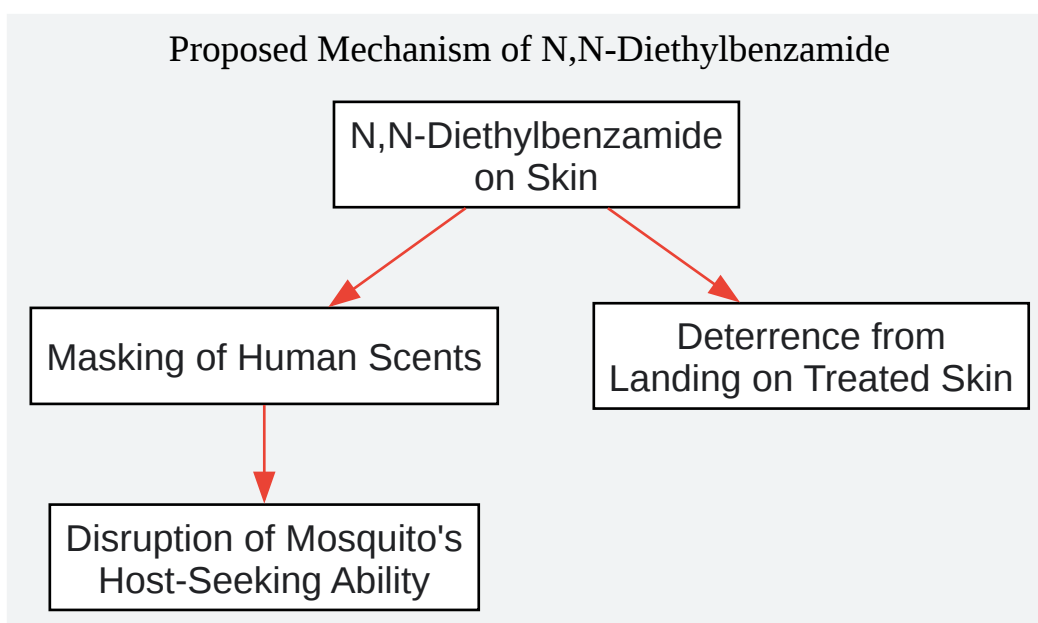 Proposed Mechanism of N,N-Diethylbenzamide
N,N-Diethylbenzamide
on Skin
Masking of Human Scents
Deterrence from
Landing on Treated Skin
Disruption of Mosquito's
Host-Seeking Ability